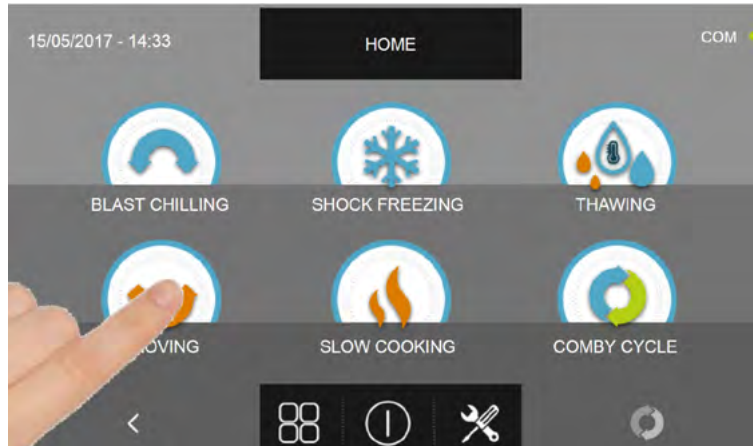 15/05/2017 - 14:33
HOME
COM
BLAST CHILLING
SHOCK FREEZING
THAWING
SLOW COOKING
COMBY CYCLE